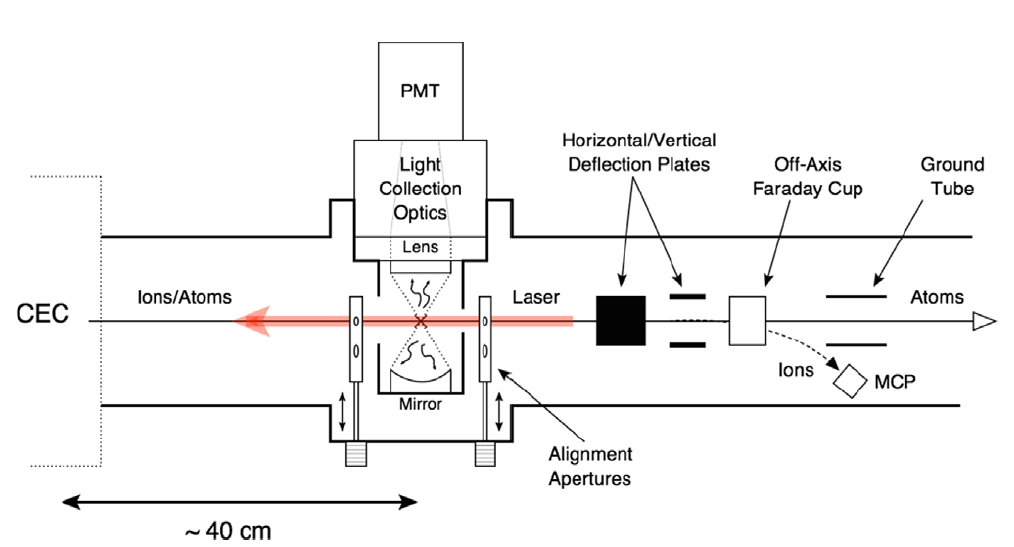 PMT
Light
Collection
Optics
Lens
Horizontal/Vertical
Deflection Plates
Off-Axis
Faraday Cup
Ground
Tube
CEC
Ions/Atoms
Laser
Atoms
Ions
MCP
Mirror
Alignment
Apertures
~ 40 cm